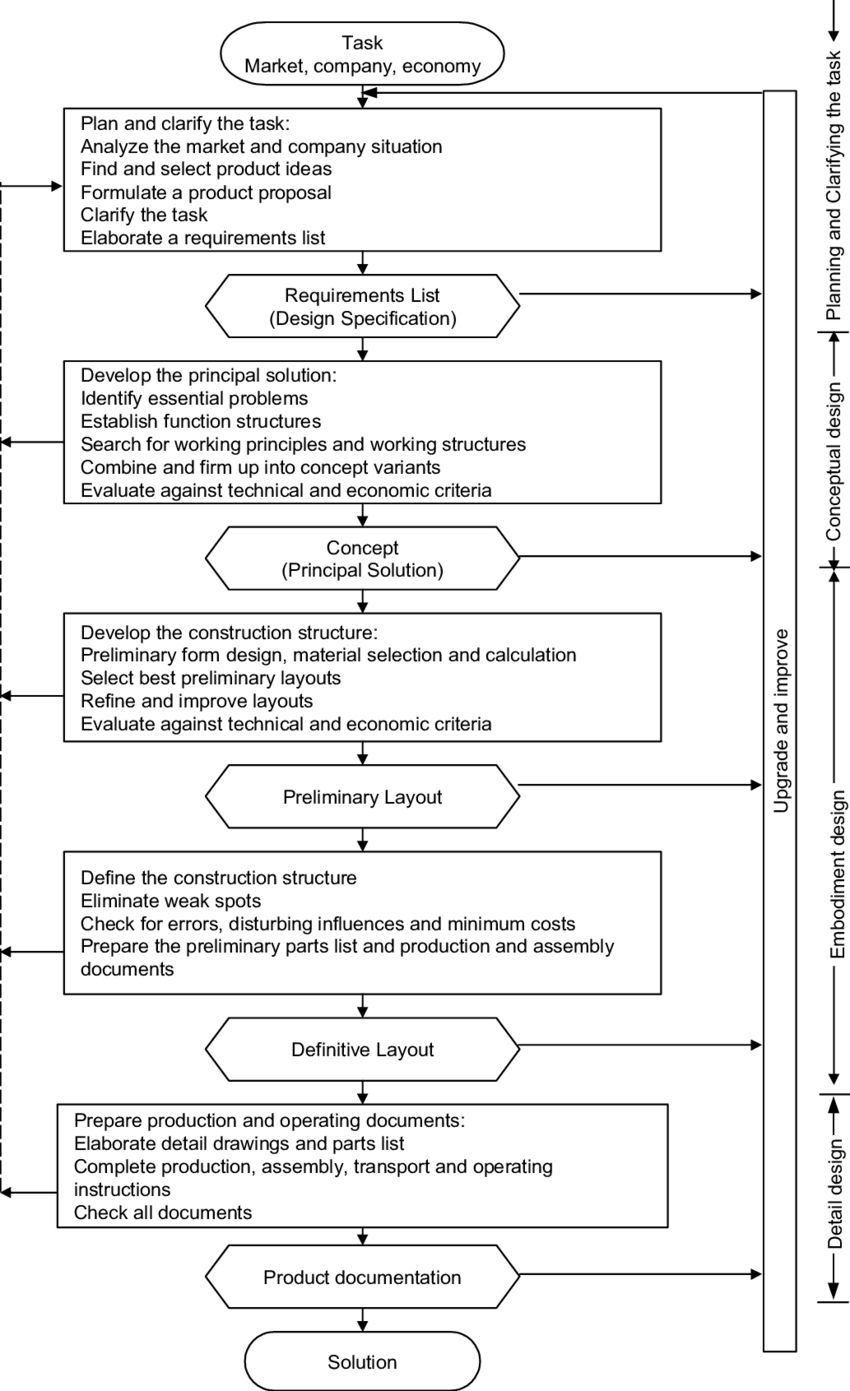 Task
Market, company, economy
Plan and clarify the task:
Analyze the market and company situation
Find and select product ideas
Formulate a product proposal
Clarify the task
Elaborate a requirements list
Requirements List
(Design Specification)
Develop the principal solution:
Identify essential problems
Establish function structures
Search for working principles and working structures
Combine and firm up into concept variants
Evaluate against technical and economic criteria
Concept
(Principal Solution)
Develop the construction structure:
Preliminary form design, material selection and calculation
Select best preliminary layouts
Refine and improve layouts
Evaluate against technical and economic criteria
Preliminary Layout
Define the construction structure
Eliminate weak spots
Check for errors, disturbing influences and minimum costs
Prepare the preliminary parts list and production and assembly
documents
Definitive Layout
Prepare production and operating documents:
Elaborate detail drawings and parts list
Complete production, assembly, transport and operating
instructions
Check all documents
Product documentation
Solution
Upgrade and improve
Planning and Clarifying the task
Conceptual design
Embodiment design
Detail design